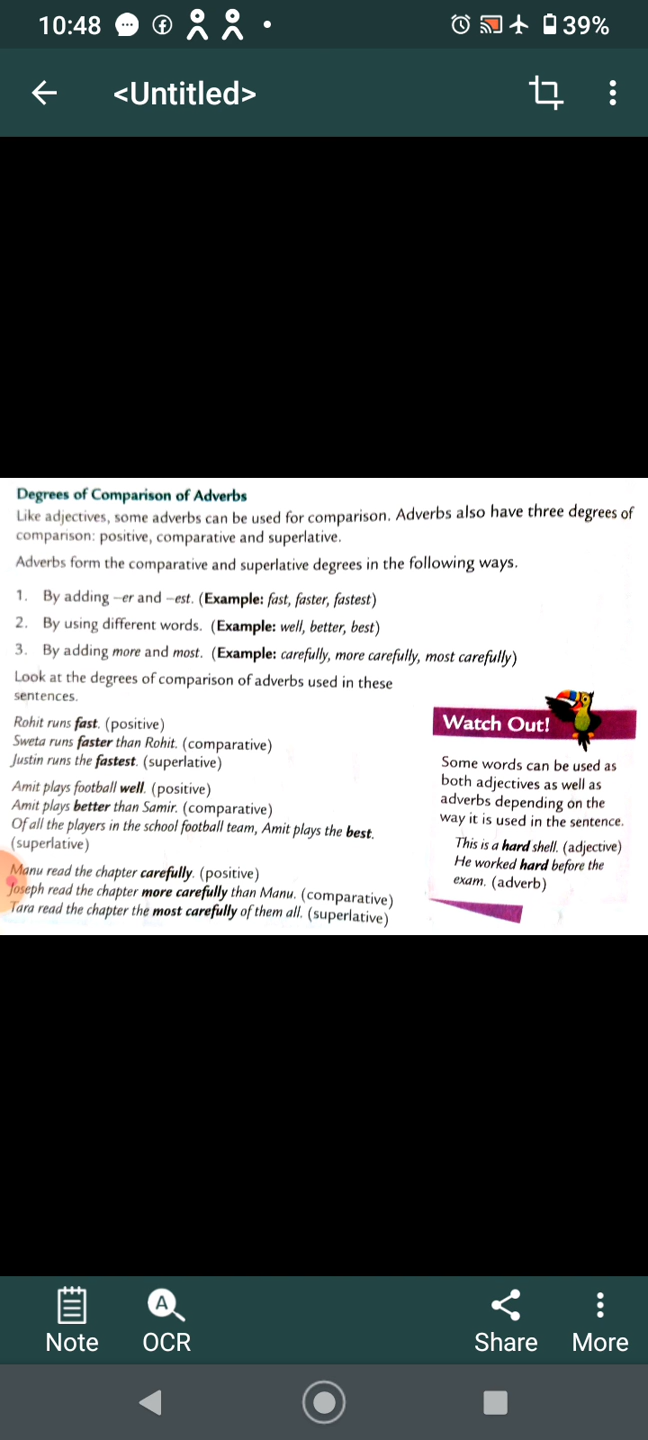 10:48
39%
<Untitled>
Degrees of Comparison of Adverbs
Like adjectives, some adverbs can be used for comparison. Adverbs also have three degrees of
comparison: positive, comparative and superlative.
Adverbs form the comparative and superlative degrees in the following ways.
1. By adding –er and –est. (Example: fast, faster, fastest)
2. By using different words. (Example: well, better, best)
3. By adding more and most. (Example: carefully, more carefully, most carefully)
Look at the degrees of comparison of adverbs used in these
sentences.
Rohit runs fast. (positive)
Sweta runs faster than Rohit. (comparative)
Justin runs the fastest. (superlative)
Amit plays football well. (positive)
Amit plays better than Samir. (comparative)
Of all the players in the school football team, Amit plays the best.
(superlative)
Manu read the chapter carefully. (positive)
Joseph read the chapter more carefully than Manu. (comparative)
Tara read the chapter the most carefully of them all. (superlative)
Watch Out!
Some words can be used as
both adjectives as well as
adverbs depending on the
way it is used in the sentence.
This is a hard shell. (adjective)
He worked hard before the
exam. (adverb)
A
Note
OCR
Share
More